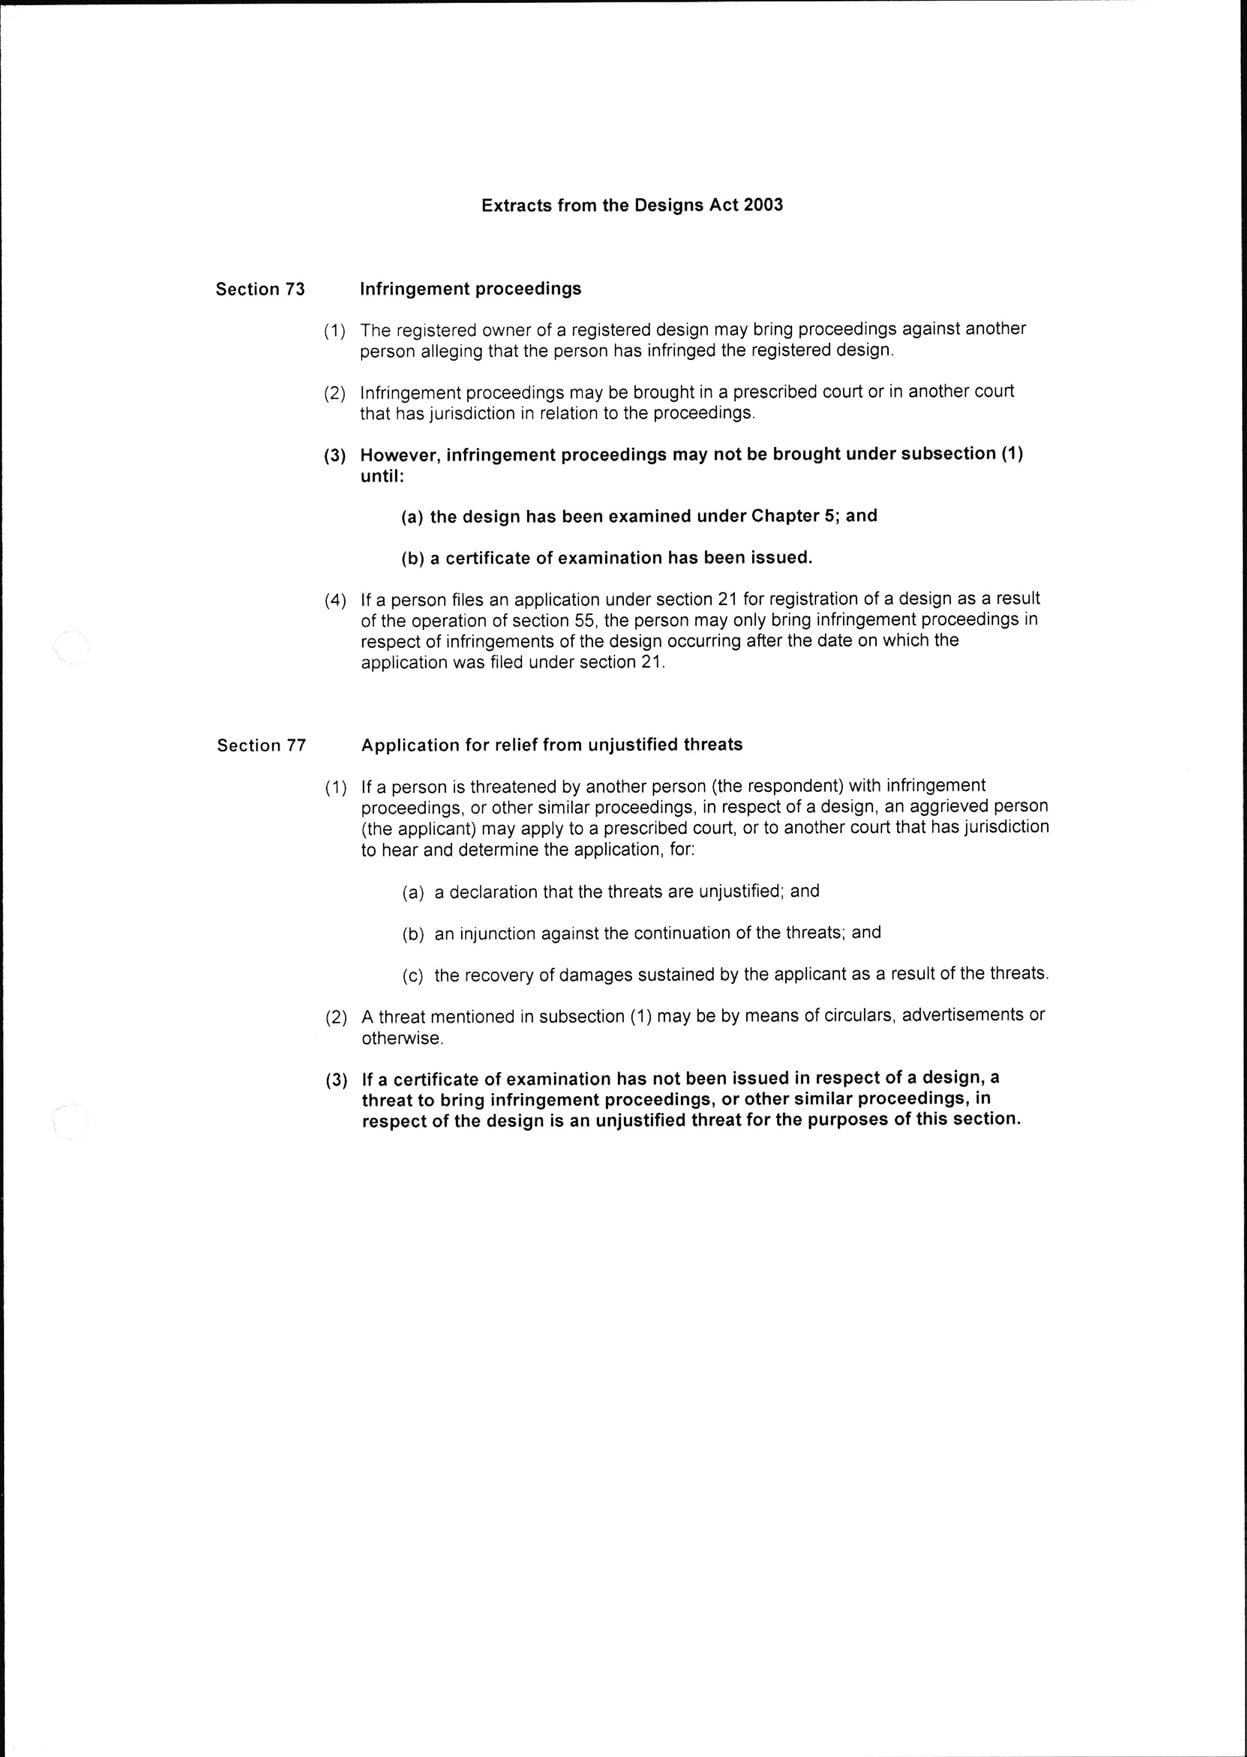 Extracts from the Designs Act 2003
Section 73 Infringement proceedings
(1) The registered owner of a registered design may bring proceedings against another
person alleging that the person has infringed the registered design.
(2) Infringement proceedings may be brought in a prescribed court or in another court
that has jurisdiction in relation to the proceedings.
(3) However, infringement proceedings may not be brought under subsection (1)
until:
(a) the design has been examined under Chapter 5; and
(b) a certificate of examination has been issued.
(4) If a person files an application under section 21 for registration of a design as a result
of the operation of section 55, the person may only bring infringement proceedings in
respect of infringements of the design occurring after the date on which the
application was filed under section 21.
Section 77 Application for relief from unjustified threats
(1) If a person is threatened by another person (the respondent) with infringement
proceedings, or other similar proceedings, in respect of a design, an aggrieved person
(the applicant) may apply to a prescribed court, or to another court that has jurisdiction
to hear and determine the application, for:
(a) a declaration that the threats are unjustified; and
(b) an injunction against the continuation of the threats; and
(c) the recovery of damages sustained by the applicant as a result of the threats.
(2) A threat mentioned in subsection (1) may be by means of circulars, advertisements or
otherwise.
(3) If a certificate of examination has not been issued in respect of a design, a
threat to bring infringement proceedings, or other similar proceedings, in
respect of the design is an unjustified threat for the purposes of this section.